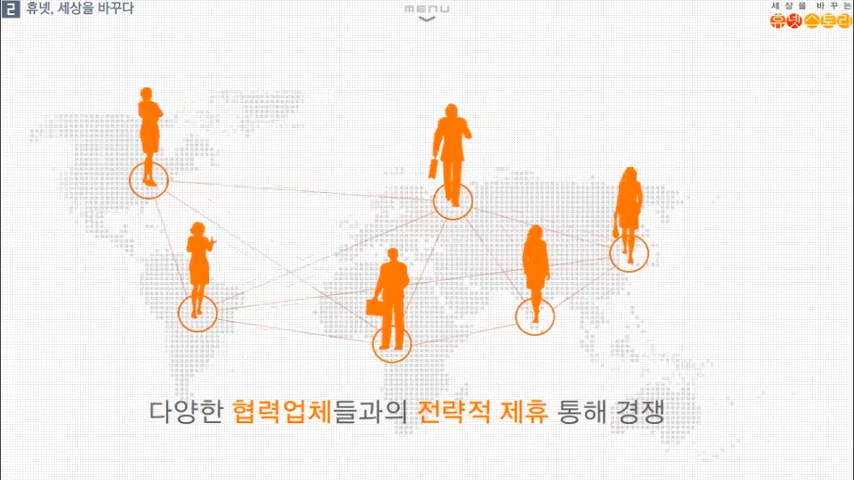 2 휴넷, 세상을 바꾸다
MENU
세상을 바꾸는
휴넷스토리
다양한 협력업체들과의 전략적 제휴 통해 경쟁